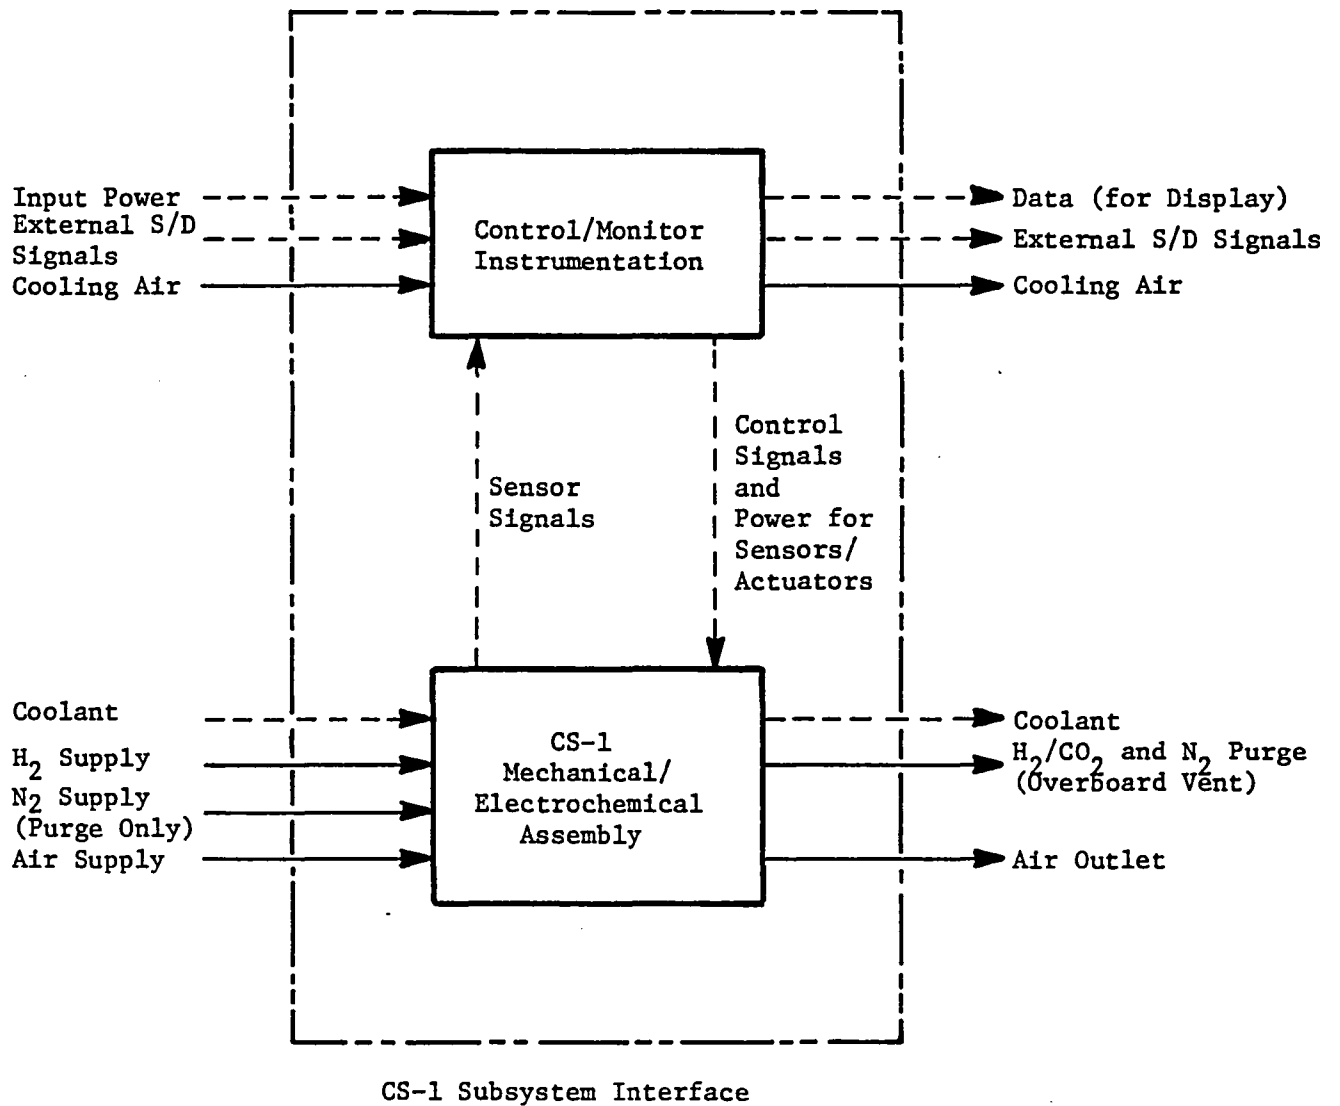 Input Power
External S/D
Signals
Cooling Air
Control/Monitor
Instrumentation
Data (for Display)
External S/D Signals
Cooling Air
Sensor
Signals
Control
Signals
and
Power for
Sensors/
Actuators
Coolant
H2 Supply
N2 Supply
(Purge Only)
Air Supply
CS-1
Mechanical/
Electrochemical
Assembly
Coolant
H2/CO2 and N2 Purge
(Overboard Vent)
Air Outlet
CS-1 Subsystem Interface